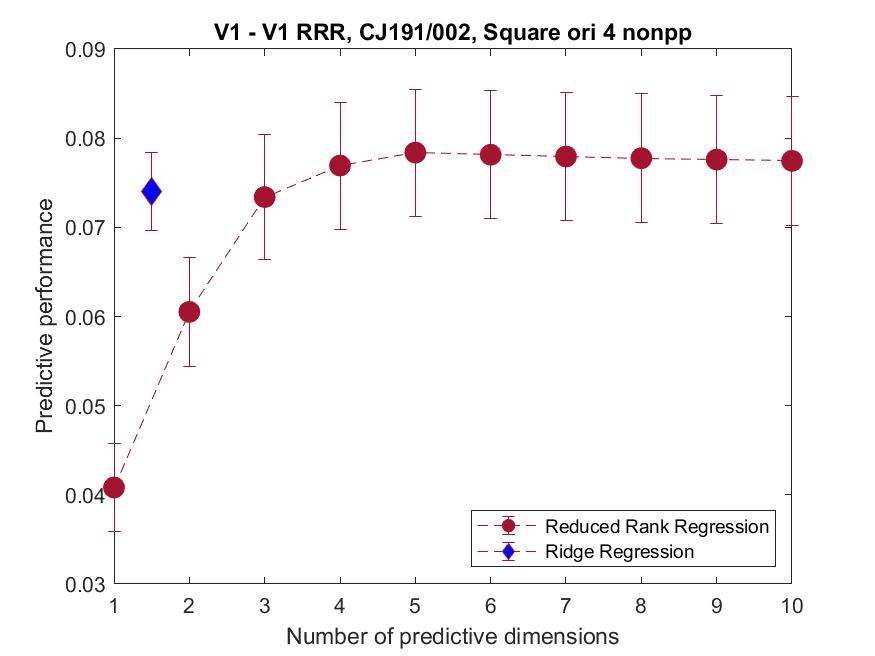 V1 - V1 RRR, CJ191/002, Square ori 4 nonpp
0.09
0.08
0.07
0.06
0.05
0.04
0.03
Predictive performance
1 2 3 4 5 6 7 8 9 10
Number of predictive dimensions
Reduced Rank Regression
Ridge Regression